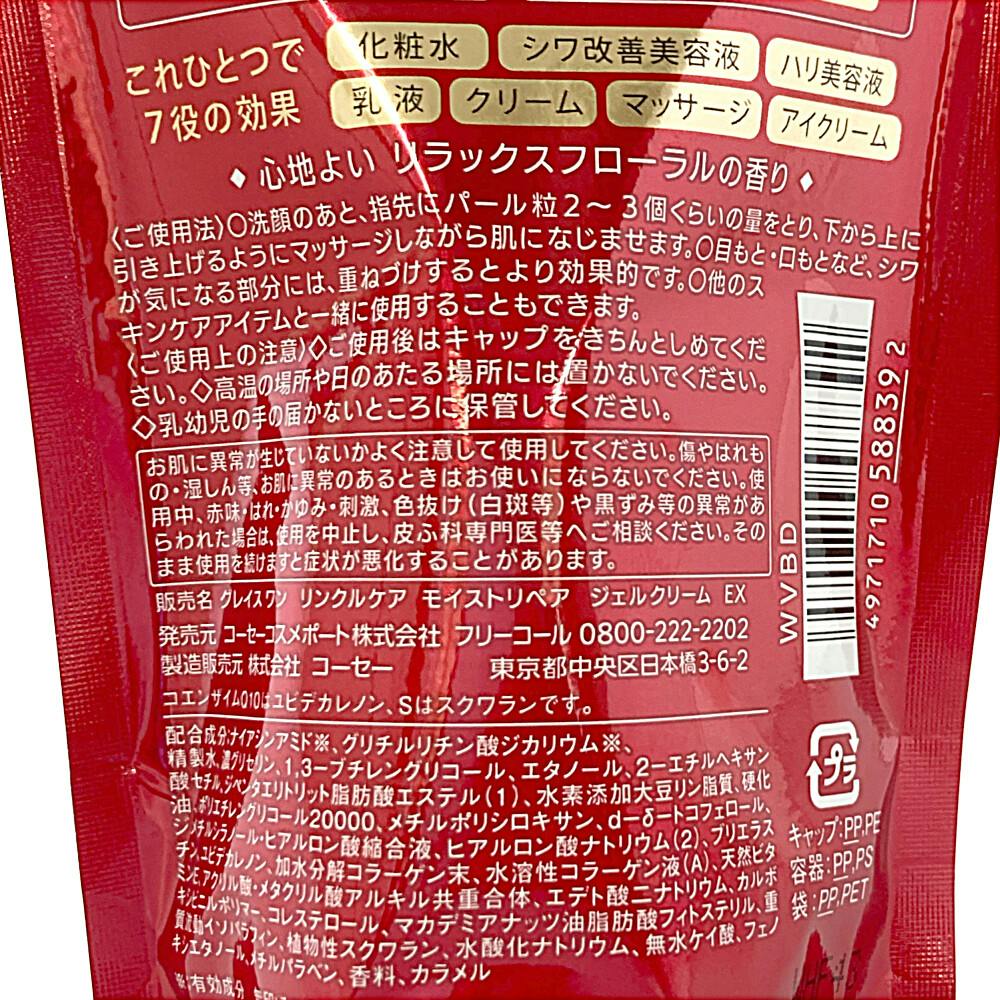 これひとつで
7役の効果
化粧水 シワ改善美容液 ハリ美容液
乳液 クリーム マッサージ アイクリーム
◆心地よい リラックスフローラルの香り◆
〈ご使用法〉○洗顔のあと、指先にパール粒2〜3個くらいの量をとり、下から上に
引き上げるようにマッサージしながら肌になじませます。○目もと・口もとなど、シワ
が気になる部分には、重ねづけするとより効果的です。○他のス
キンケアアイテムと一緒に使用することもできます。
〈ご使用上の注意〉◇ご使用後はキャップをきちんとしめてくだ
さい。◇高温の場所や日のあたる場所には置かないでください。
◇乳幼児の手の届かないところに保管してください。
お肌に異常が生じていないかよく注意して使用してください。傷やはれも
の・湿しん等、お肌に異常のあるときはお使いにならないでください。使
用中、赤味・はれ・かゆみ・刺激、色抜け(白斑等)や黒ずみ等の異常があ
らわれた場合は、使用を中止し、皮ふ科専門医等へご相談ください。その
まま使用を続けますと症状が悪化することがあります。
販売名 グレイス ワン リンクルケア モイストリペア ジェルクリーム EX
発売元 コーセーコスメポート株式会社 フリーコール 0800-222-2202
製造販売元 株式会社 コーセー 東京都中央区日本橋3-6-2
コエンザイムQ10はユビデカレノン、Sはスクワランです。
配合成分:ナイアシンアミド※、グリチルリチン酸ジカリウム※、
精製水、濃グリセリン、1,3ーブチレングリコール、エタノール、2ーエチルヘキサン
酸セチル、ジペンタエリトリット脂肪酸エステル(1)、水素添加大豆リン脂質、硬化
油、ポリエチレングリコール20000、メチルポリシロキサン、dーδートコフェロール、
ジメチルシラノール・ヒアルロン酸縮合液、ヒアルロン酸ナトリウム(2)、プリエラス
チン、ユビデカレノン、加水分解コラーゲン末、水溶性コラーゲン液(A)、天然ビタ
ミンE、アクリル酸・メタクリル酸アルキル共重合体、エデト酸二ナトリウム、カルボ
キシビニルポリマー、コレステロール、マカデミアナッツ油脂肪酸フィトステリル、重
質流動イソパラフィン、植物性スクワラン、水酸化ナトリウム、無水ケイ酸、フェノ
キシエタノール、メチルパラベン、香料、カラメル
※:有効成分
WVBD
4971710588392
プラ
キャップ:PP,PE
容器:PP,PS
袋:PP,PET